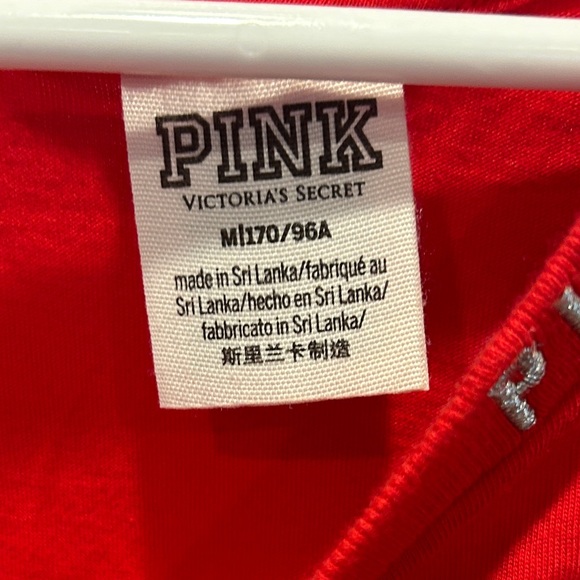 PINK
VICTORIA'S SECRET
M|170/96A
made in Sri Lanka/fabriqué au
Sri Lanka/hecho en Sri Lanka/
fabbricato in Sri Lanka/
斯里兰卡制造
P